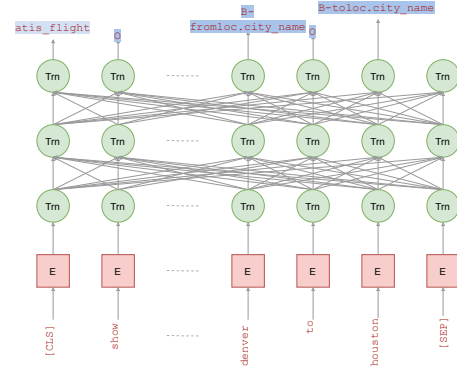 B-
B-toloc.city_name
atis_flight
fromloc.city_name
O
O
Trn Trn Trn Trn Trn Trn
Trn Trn Trn Trn Trn Trn
Trn Trn Trn Trn Trn Trn
E E E E E E
[CLS]
show
denver
to
houston
[SEP]